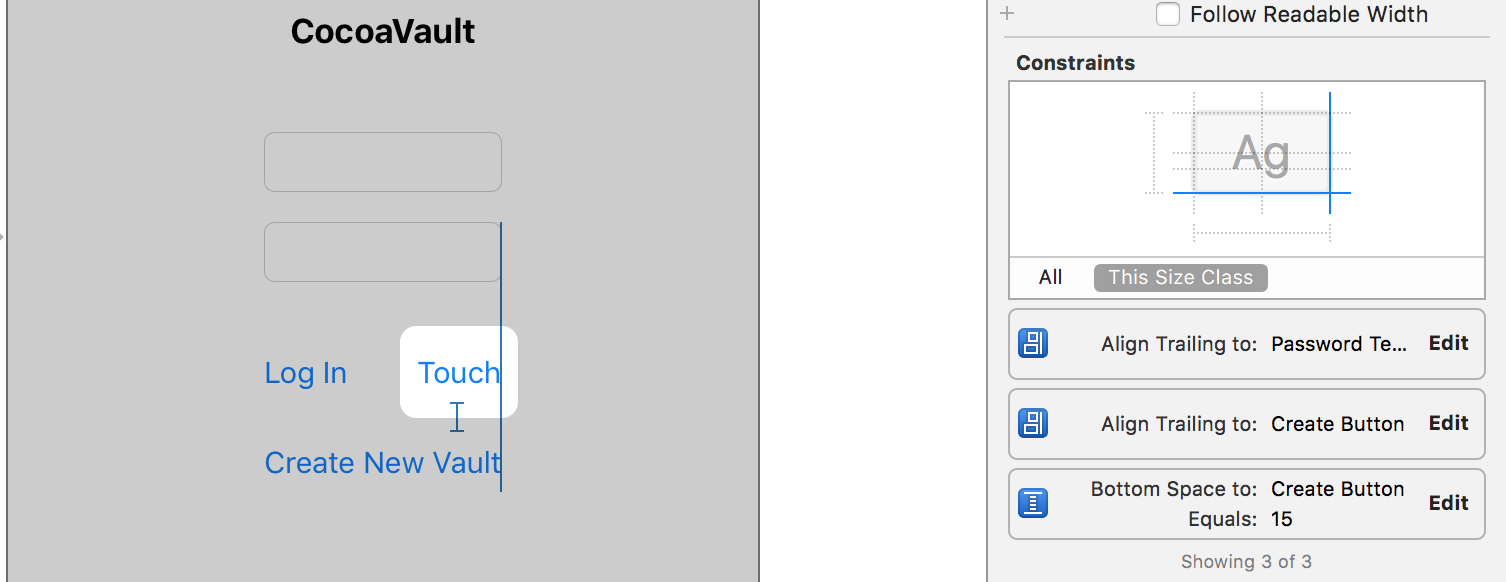 CocoaVault
Log In
Touch
Create New Vault
Follow Readable Width
Constraints
Ag
All
This Size Class
Align Trailing to: Password Te... Edit
Align Trailing to: Create Button Edit
Bottom Space to: Create Button
Equals: 15
Edit
Showing 3 of 3